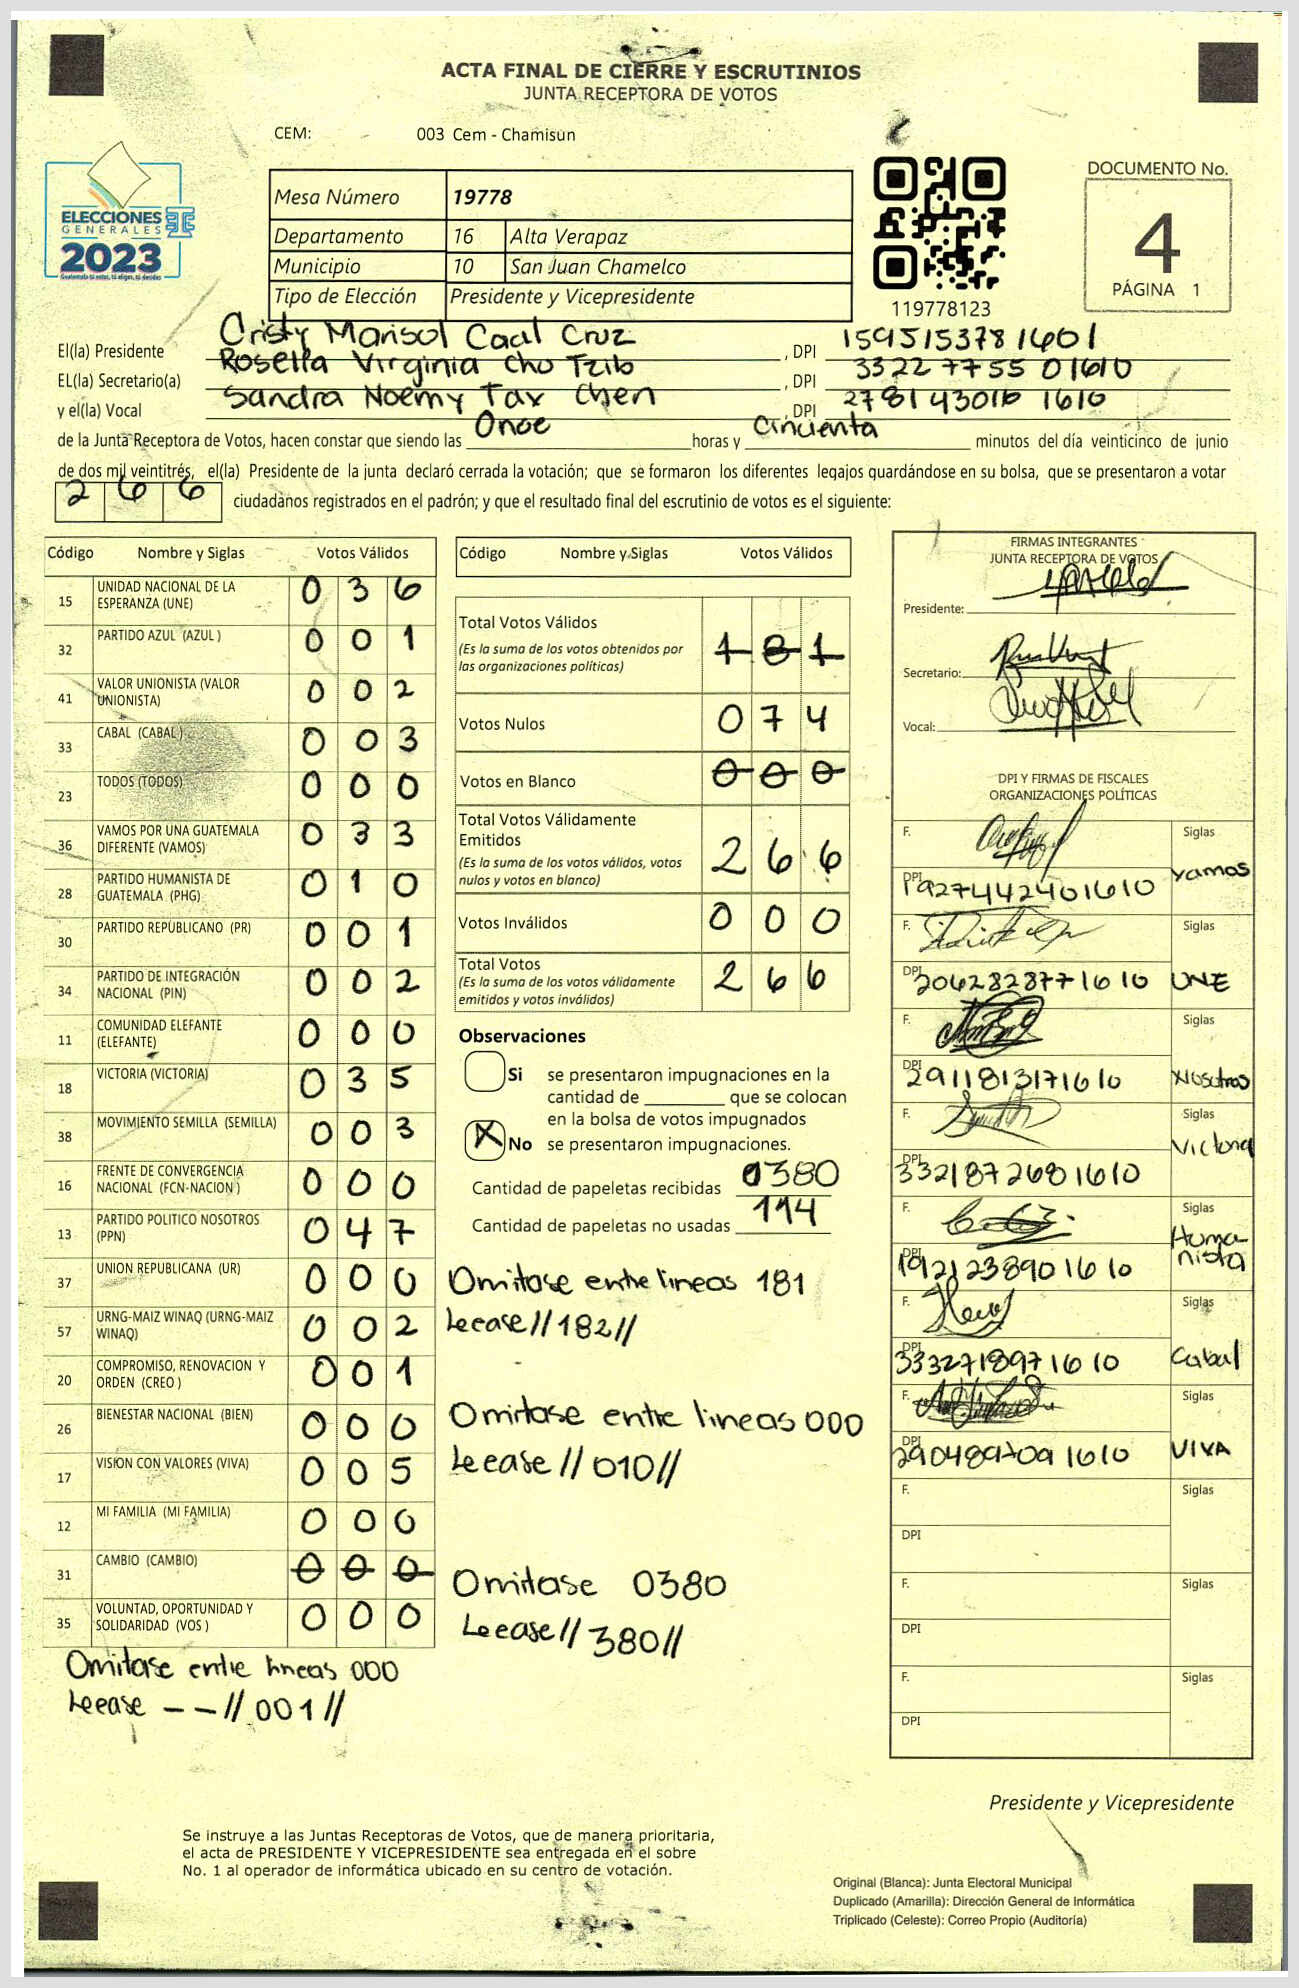 ACTA FINAL DE CIERRE Y ESCRUTINIOS
JUNTA RECEPTORA DE VOTOS
CEM: 003 Cem - Chamisun
ELECCIONES
GENERALES
2023
Guatemala tú votas, tú eliges, tú decides
Mesa Número 19778
Departamento 16 Alta Verapaz
Municipio 10 San Juan Chamelco
Tipo de Elección Presidente y Vicepresidente
119778123
DOCUMENTO No.
4
PÁGINA 1
El(la) Presidente Cristy Marisol Caal Cruz , DPI 1595153781601
EL(la) Secretario(a) Rosella Virginia Cho Tzib , DPI 3322 7755 01610
y el(la) Vocal Sandra Noemy Tax Chen , DPI 2781430161610
de la Junta Receptora de Votos, hacen constar que siendo las Once horas y Cincuenta minutos del día veinticinco de junio
de dos mil veintitrés, el(la) Presidente de la junta declaró cerrada la votación; que se formaron los diferentes legajos guardándose en su bolsa, que se presentaron a votar
2 6 6 ciudadanos registrados en el padrón; y que el resultado final del escrutinio de votos es el siguiente:
Código Nombre y Siglas Votos Válidos
15 UNIDAD NACIONAL DE LA ESPERANZA (UNE) 0 3 6
32 PARTIDO AZUL (AZUL ) 0 0 1
41 VALOR UNIONISTA (VALOR UNIONISTA) 0 0 2
33 CABAL (CABAL ) 0 0 3
23 TODOS (TODOS) 0 0 0
36 VAMOS POR UNA GUATEMALA DIFERENTE (VAMOS) 0 3 3
28 PARTIDO HUMANISTA DE GUATEMALA (PHG) 0 1 0
30 PARTIDO REPUBLICANO (PR) 0 0 1
34 PARTIDO DE INTEGRACIÓN NACIONAL (PIN) 0 0 2
11 COMUNIDAD ELEFANTE (ELEFANTE) 0 0 0
18 VICTORIA (VICTORIA) 0 3 5
38 MOVIMIENTO SEMILLA (SEMILLA) 0 0 3
16 FRENTE DE CONVERGENCIA NACIONAL (FCN-NACION ) 0 0 0
13 PARTIDO POLITICO NOSOTROS (PPN) 0 4 7
37 UNION REPUBLICANA (UR) 0 0 0
57 URNG-MAIZ WINAQ (URNG-MAIZ WINAQ) 0 0 2
20 COMPROMISO, RENOVACION Y ORDEN (CREO ) 0 0 1
26 BIENESTAR NACIONAL (BIEN) 0 0 0
17 VISION CON VALORES (VIVA) 0 0 5
12 MI FAMILIA (MI FAMILIA) 0 0 0
31 CAMBIO (CAMBIO) 0 0 0
35 VOLUNTAD, OPORTUNIDAD Y SOLIDARIDAD (VOS ) 0 0 0
Omitase entre lineas 000
Leease --//001//
Código Nombre y Siglas Votos Válidos
Total Votos Válidos 1 8 1
(Es la suma de los votos obtenidos por
las organizaciones políticas)
Votos Nulos 0 7 4
Votos en Blanco 0 0 0
Total Votos Válidamente
Emitidos 2 6 6
(Es la suma de los votos válidos, votos
nulos y votos en blanco)
Votos Inválidos 0 0 0
Total Votos 2 6 6
(Es la suma de los votos válidamente
emitidos y votos inválidos)
Observaciones
Si se presentaron impugnaciones en la
cantidad de ________ que se colocan
en la bolsa de votos impugnados
X No se presentaron impugnaciones.
Cantidad de papeletas recibidas 0380
Cantidad de papeletas no usadas 114
Omitase entre lineas 181
Leease//182//
Omitase entre lineas 000
Leease//010//
Omitase 0380
Leease//380//
FIRMAS INTEGRANTES
JUNTA RECEPTORA DE VOTOS
Presidente:
Secretario:
Vocal:
DPI Y FIRMAS DE FISCALES
ORGANIZACIONES POLÍTICAS
F. Siglas
DPI 1927442401610 Vamos
F. Siglas
DPI 2062828771610 UNE
F. Siglas
DPI 2911813171610 Nosotros
F. Siglas
DPI 3321872681610 Victoria
F. Siglas
DPI 1921238901610 Humanista
F. Siglas
DPI 3332718971610 Cabal
F. Siglas
DPI 2904897091610 VIVA
F. Siglas
DPI
F. Siglas
DPI
F. Siglas
DPI
Presidente y Vicepresidente
Se instruye a las Juntas Receptoras de Votos, que de manera prioritaria,
el acta de PRESIDENTE Y VICEPRESIDENTE sea entregada en el sobre
No. 1 al operador de informática ubicado en su centro de votación.
Original (Blanca): Junta Electoral Municipal
Duplicado (Amarilla): Dirección General de Informática
Triplicado (Celeste): Correo Propio (Auditoría)